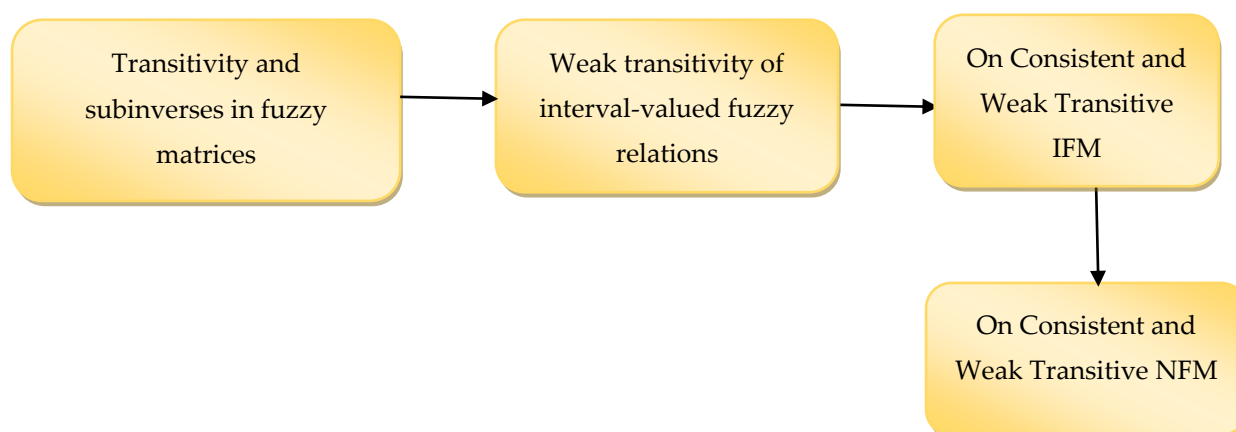 Transitivity and
subinverses in fuzzy
matrices
Weak transitivity of
interval-valued fuzzy
relations
On Consistent and
Weak Transitive
IFM
On Consistent and
Weak Transitive NFM